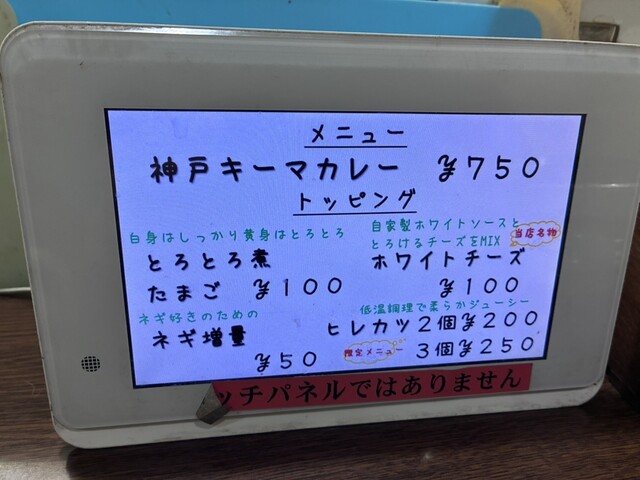 メニュー
神戸キーマカレー ￥750
トッピング
白身はしっかり黄身はとろとろ
とろとろ煮
たまご ￥100
自家製ホワイトソースと
とろけるチーズをMIX
当店名物
ホワイトチーズ
￥100
ネギ好きのための
ネギ増量
￥50
低温調理で柔らかジューシー
ヒレカツ2個￥200
限定メニュー
3個￥250
ッチパネルではありません